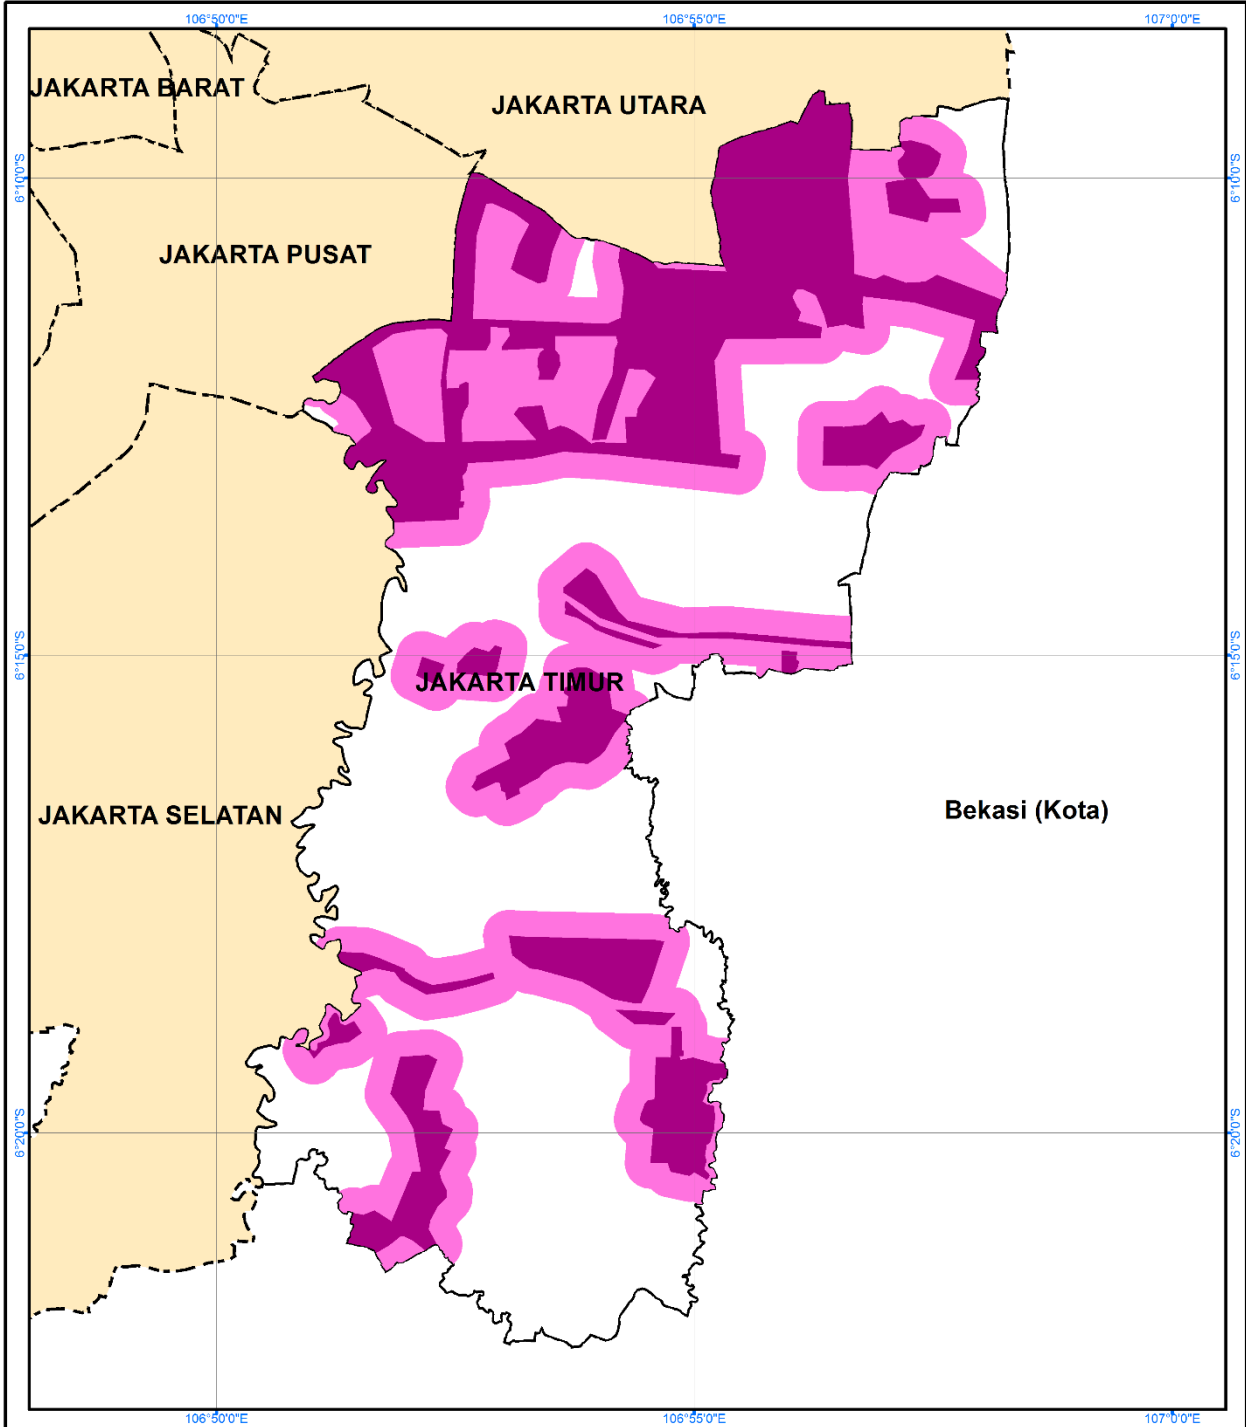 106°50'0"E 106°55'0"E 107°0'0"E
JAKARTA BARAT
JAKARTA UTARA
6°10'0"S 6°10'0"S
JAKARTA PUSAT
6°15'0"S 6°15'0"S
JAKARTA TIMUR
Bekasi (Kota)
JAKARTA SELATAN
6°20'0"S 6°20'0"S
106°50'0"E 106°55'0"E 107°0'0"E